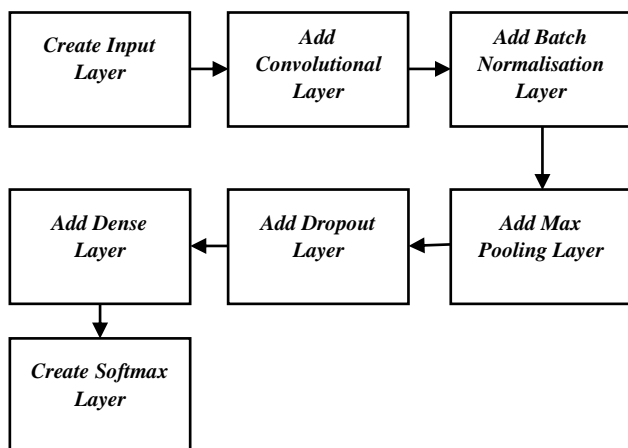 Create Input
Layer
Add
Convolutional
Layer
Add Batch
Normalisation
Layer
Add Max
Pooling Layer
Add Dropout
Layer
Add Dense
Layer
Create Softmax
Layer